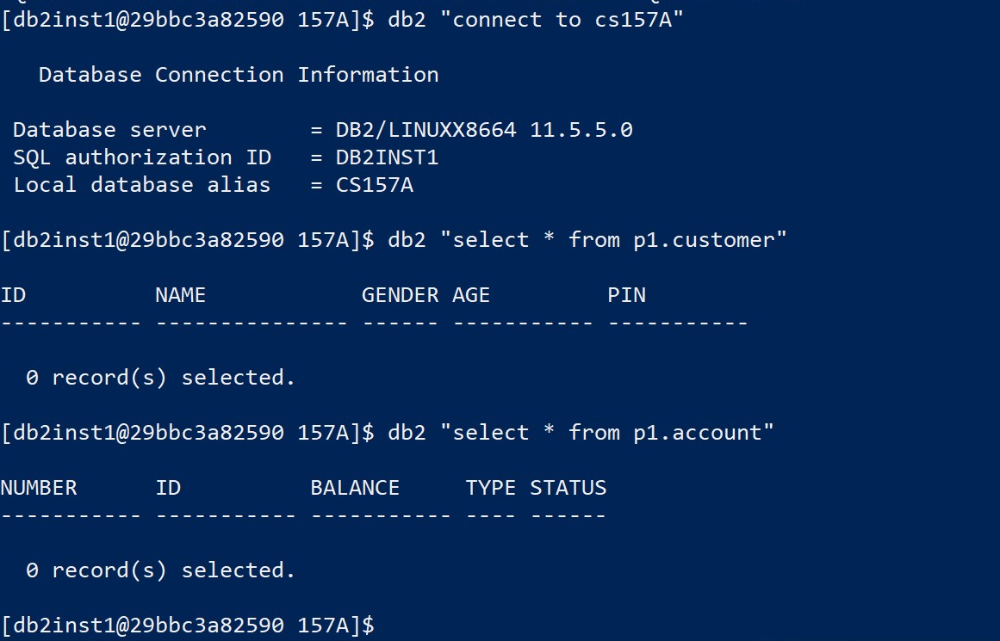 [db2inst1@29bbc3a82590 157A]$ db2 "connect to cs157A"
Database Connection Information
Database server        = DB2/LINUXX8664 11.5.5.0
SQL authorization ID   = DB2INST1
Local database alias   = CS157A
[db2inst1@29bbc3a82590 157A]$ db2 "select * from p1.customer"
ID          NAME            GENDER AGE         PIN
----------- --------------- ------ ----------- -----------
0 record(s) selected.
[db2inst1@29bbc3a82590 157A]$ db2 "select * from p1.account"
NUMBER      ID          BALANCE     TYPE STATUS
----------- ----------- ----------- ---- ------
0 record(s) selected.
[db2inst1@29bbc3a82590 157A]$